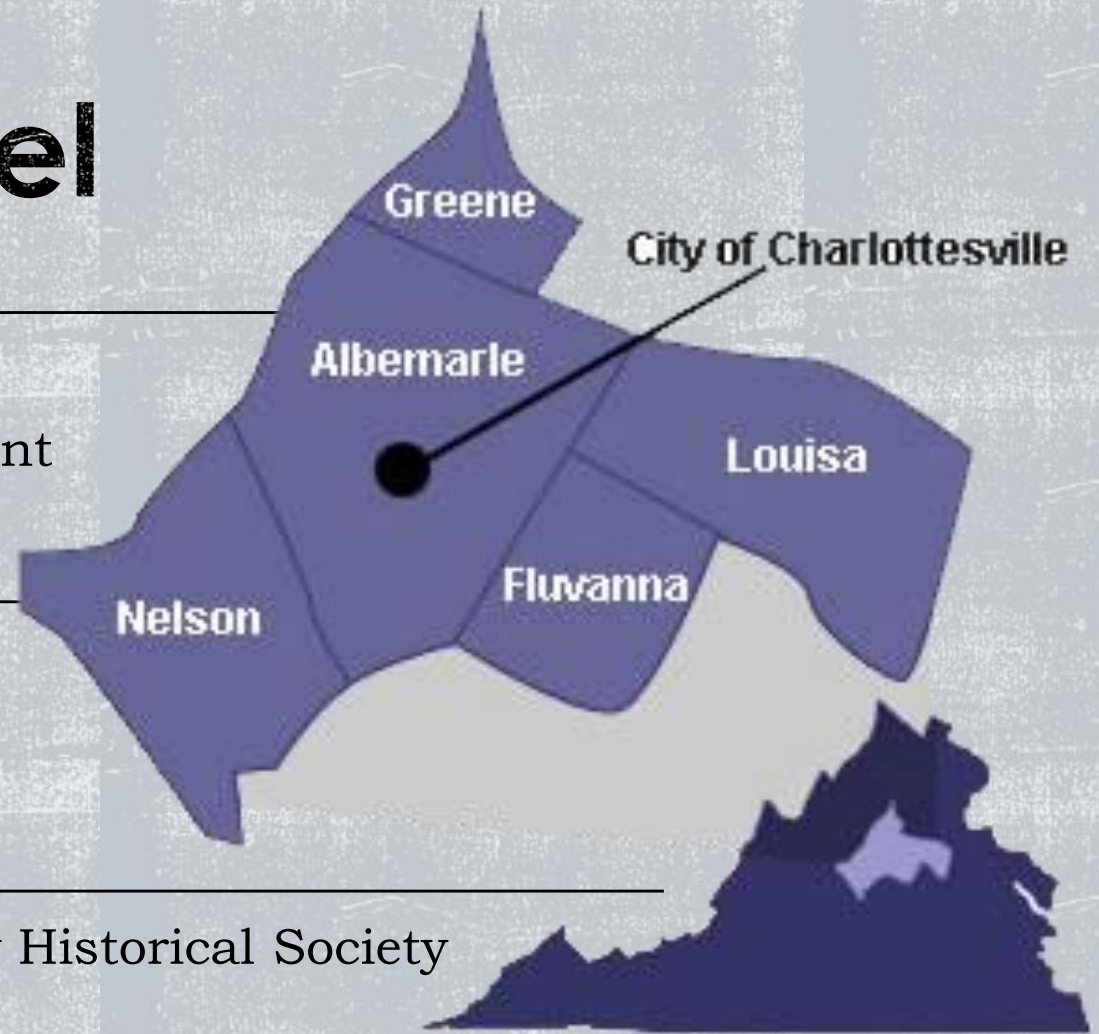 el
Greene
City of Charlottesville
Albemarle
nt
Louisa
Fluvanna
Nelson
Historical Society